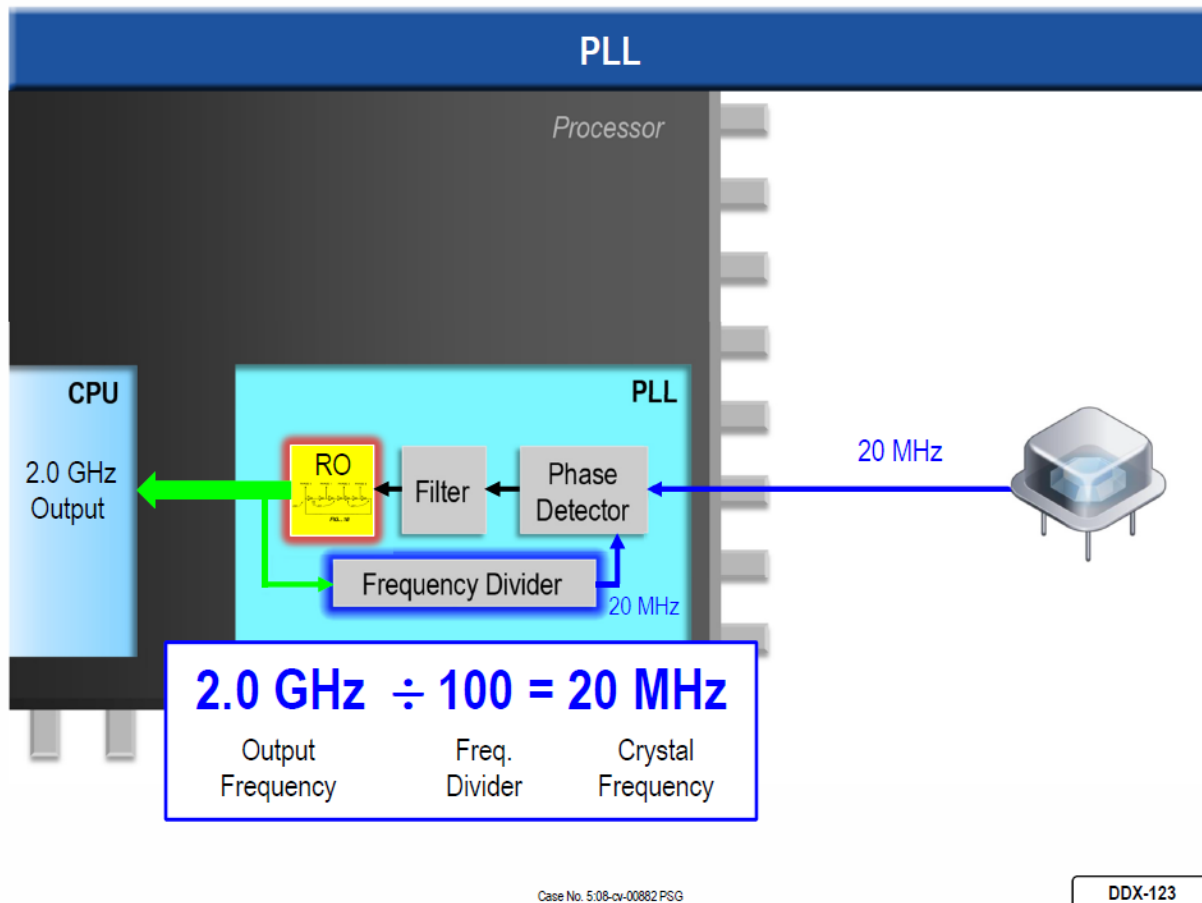 PLL
Processor
CPU
2.0 GHz
Output
PLL
RO
Filter
Phase
Detector
20 MHz
Frequency Divider
20 MHz
2.0 GHz ÷ 100 = 20 MHz
Output Freq. Crystal
Frequency Divider Frequency
Case No. 5:08-cv-00882 PSG
DDX-123